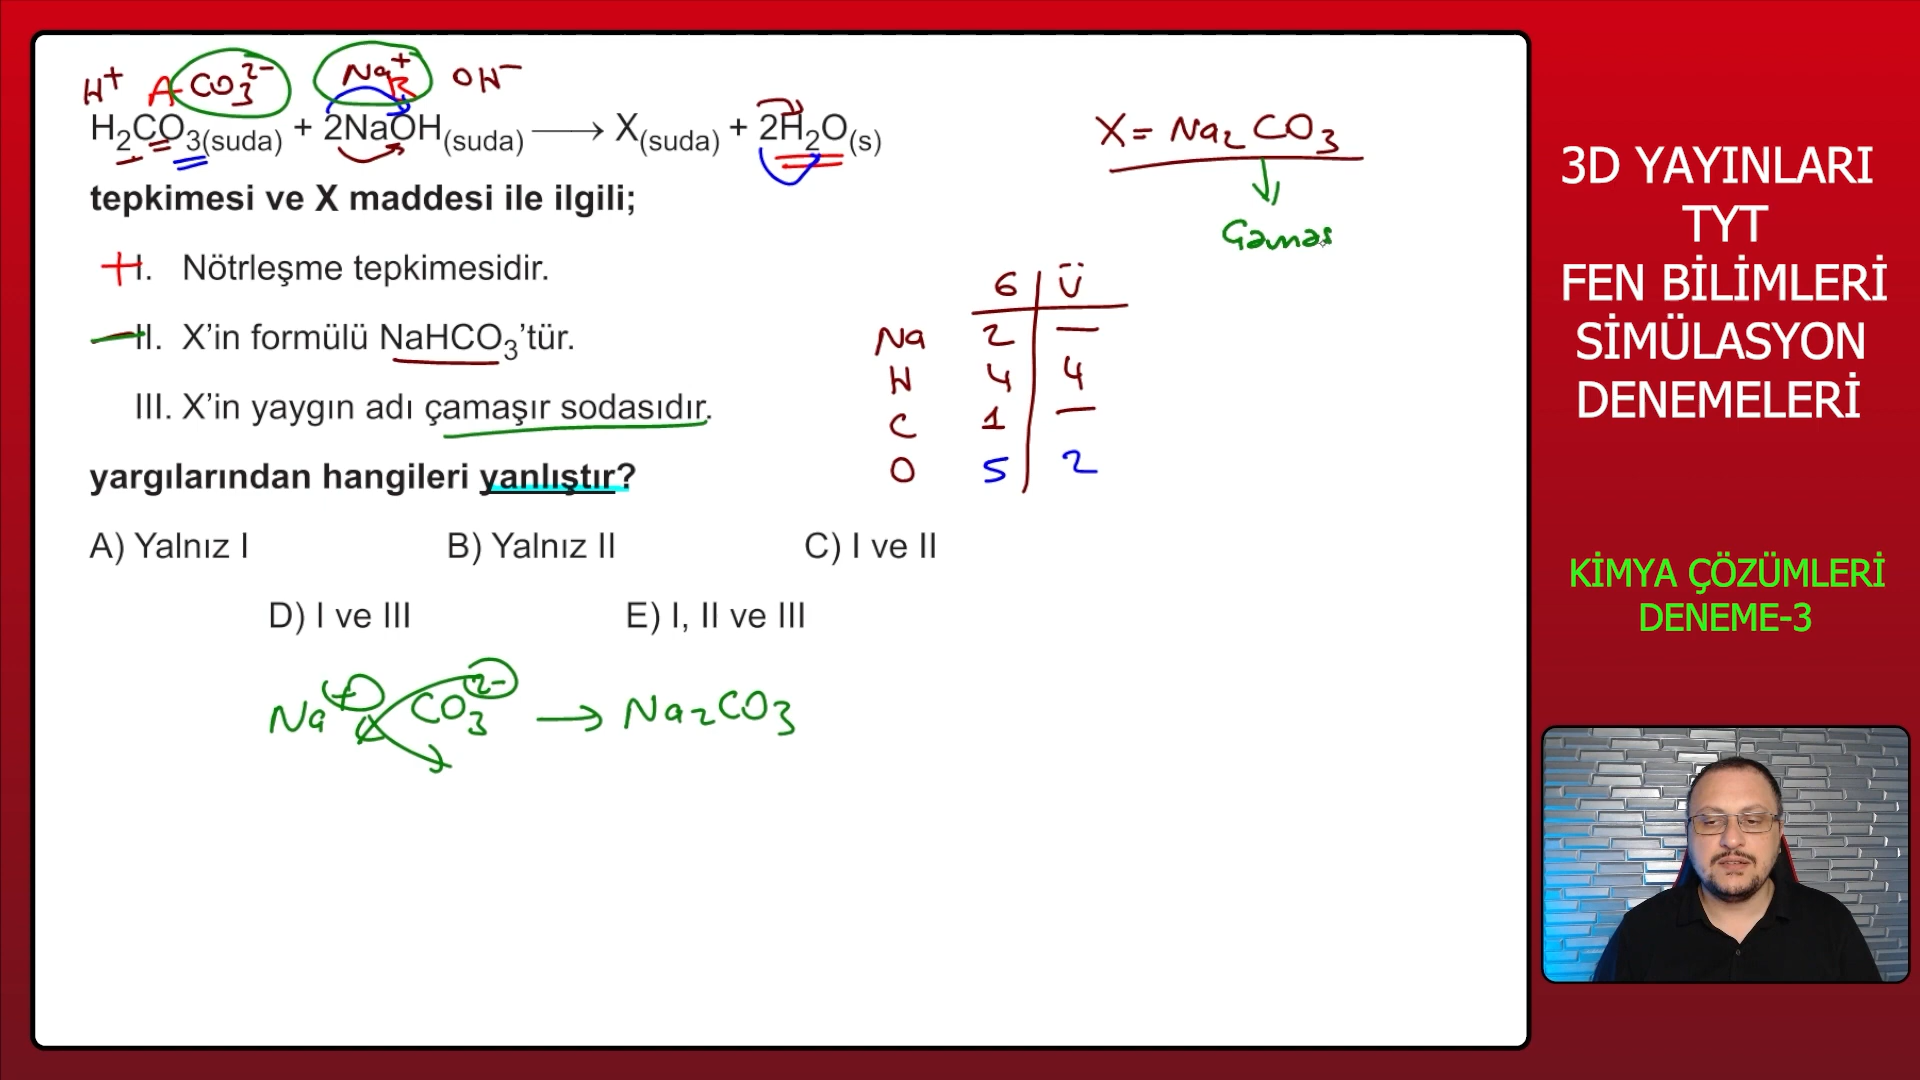 H⁺ A CO₃²⁻ Na⁺ B OH⁻
H₂CO₃(suda) + 2NaOH(suda) ⟶ X(suda) + 2H₂O(s)
X = Na₂CO₃
tepkimesi ve X maddesi ile ilgili;
Çamaş
+ I. Nötrleşme tepkimesidir.
— II. X’in formülü NaHCO₃’tür.
III. X’in yaygın adı çamaşır sodasıdır.
G Ü
Na 2 —
H 4 4
C 1 —
O 5 2
yargılarından hangileri yanlıştır?
A) Yalnız I B) Yalnız II C) I ve II
D) I ve III E) I, II ve III
Na⁺ CO₃²⁻ → Na₂CO₃
3D YAYINLARI
TYT
FEN BİLİMLERİ
SİMÜLASYON
DENEMELERİ
KİMYA ÇÖZÜMLERİ
DENEME-3